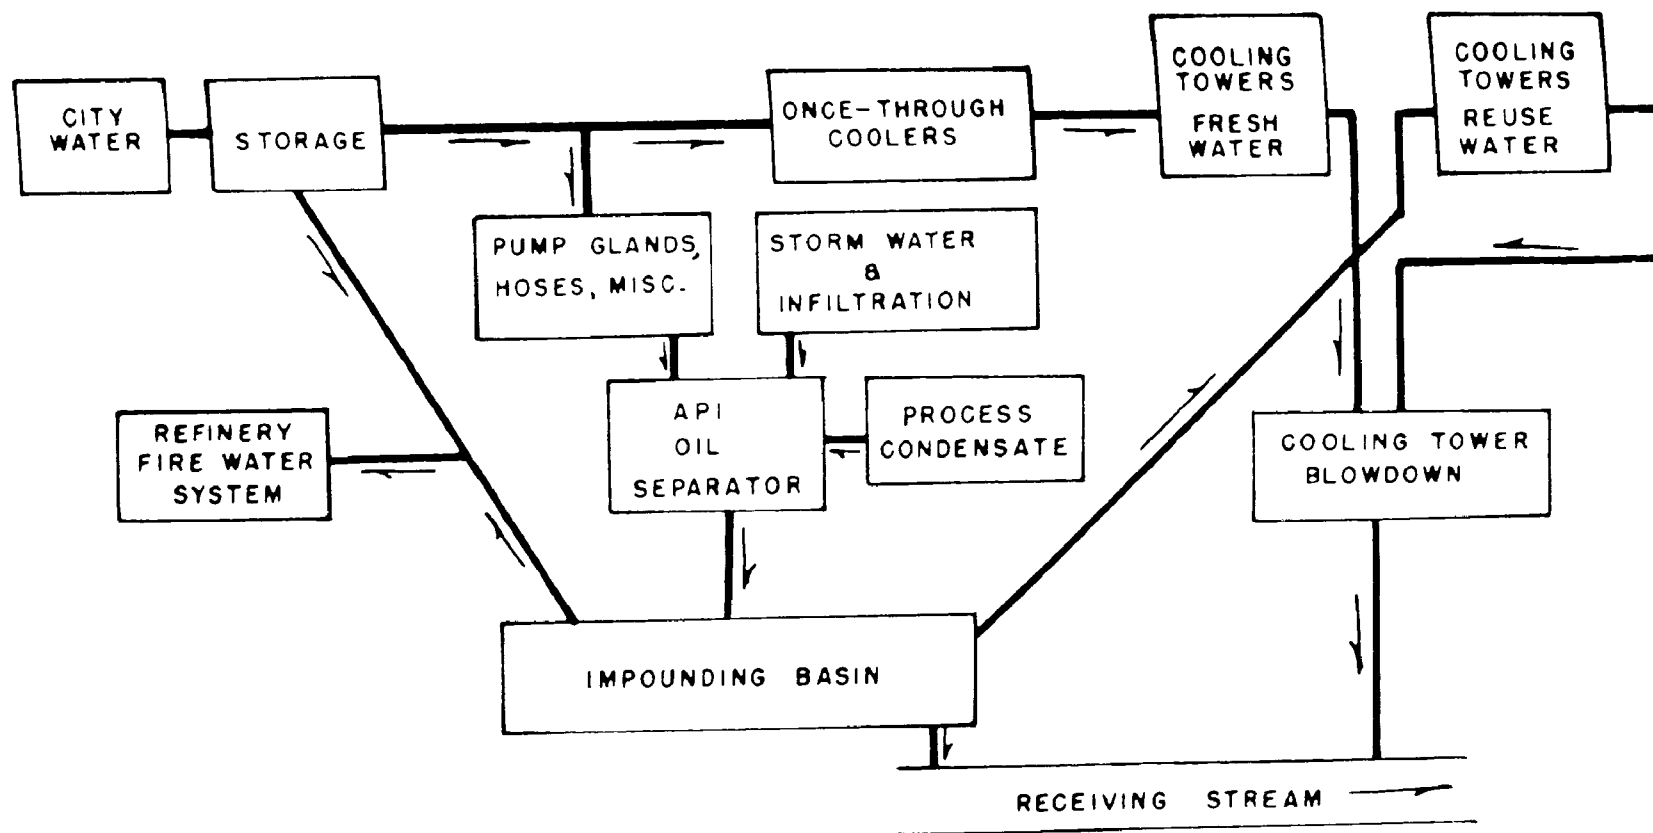 CITY
WATER
STORAGE
ONCE-THROUGH
COOLERS
COOLING
TOWERS
FRESH
WATER
COOLING
TOWERS
REUSE
WATER
PUMP GLANDS,
HOSES, MISC.
STORM WATER
&
INFILTRATION
REFINERY
FIRE WATER
SYSTEM
API
OIL
SEPARATOR
PROCESS
CONDENSATE
COOLING TOWER
BLOWDOWN
IMPOUNDING BASIN
RECEIVING STREAM